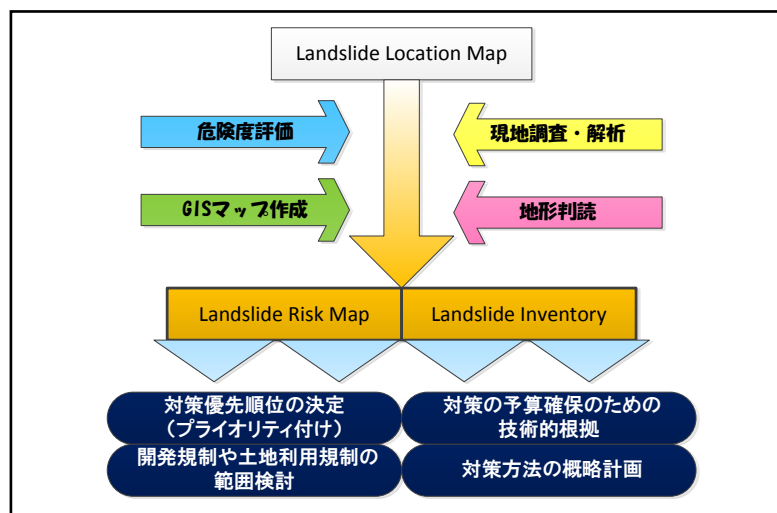 Landslide Location Map
危険度評価
現地調査・解析
GISマップ作成
地形判読
Landslide Risk Map
Landslide Inventory
対策優先順位の決定
（プライオリティ付け）
対策の予算確保のための
技術的根拠
開発規制や土地利用規制の
範囲検討
対策方法の概略計画